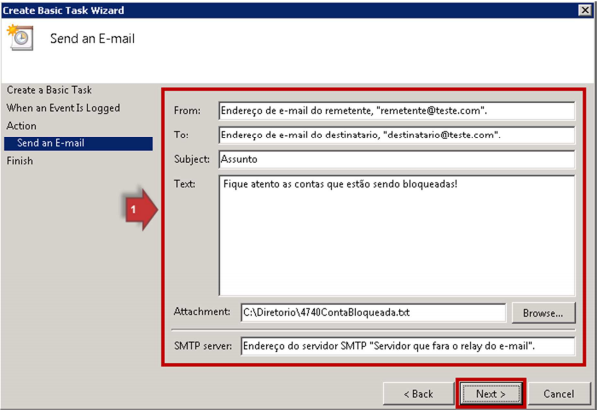 Create Basic Task Wizard
Send an E-mail
Create a Basic Task
When an Event Is Logged
Action
Send an E-mail
Finish
From: Endereço de e-mail do remetente, "remetente@teste.com".
To: Endereço de e-mail do destinatario, "destinatario@teste.com".
Subject: Assunto
Text: Fique atento as contas que estão sendo bloqueadas!
1
Attachment: C:\Diretorio\4740ContaBloqueada.txt Browse...
SMTP server: Endereço do servidor SMTP "Servidor que fara o relay do e-mail".
< Back Next > Cancel